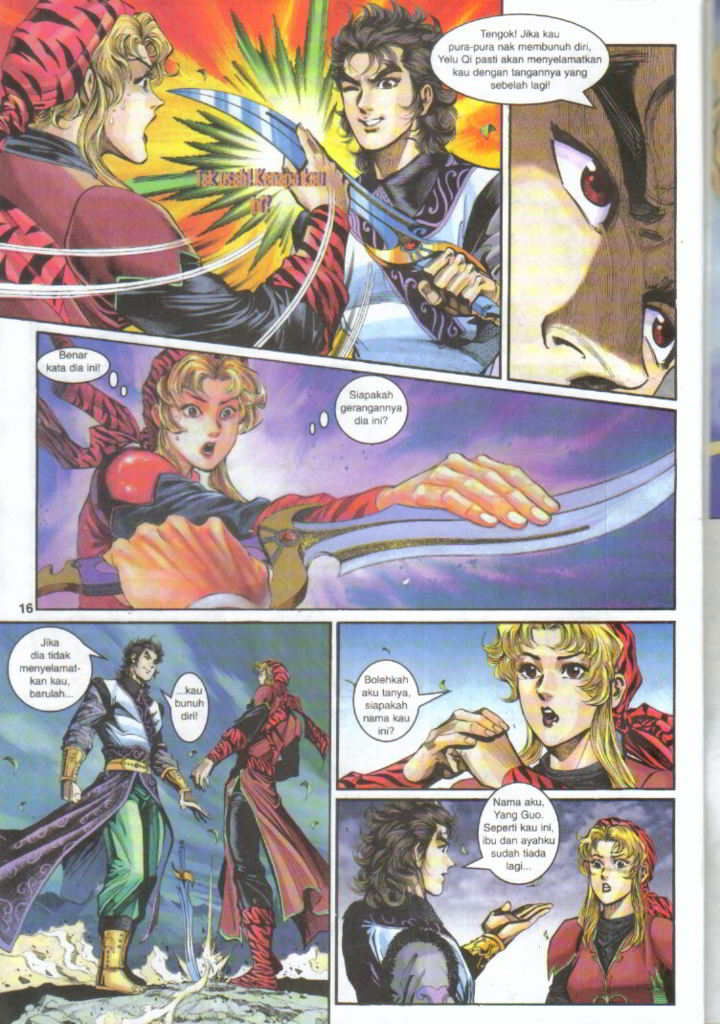 Tengok! Jika kau
pura-pura nak membunuh diri,
Yelu Qi pasti akan menyelamatkan
kau dengan tangannya yang
sebelah lagi!
Tak usah! Kenapa kau
ni?
Benar
kata dia ini!
Siapakah
gerangannya
dia ini?
16
Jika
dia tidak
menyelamat-
kan kau,
barulah...
...kau
bunuh
diri!
Bolehkah
aku tanya,
siapakah
nama kau
ini?
Nama aku,
Yang Guo.
Seperti kau ini,
ibu dan ayahku
sudah tiada
lagi...